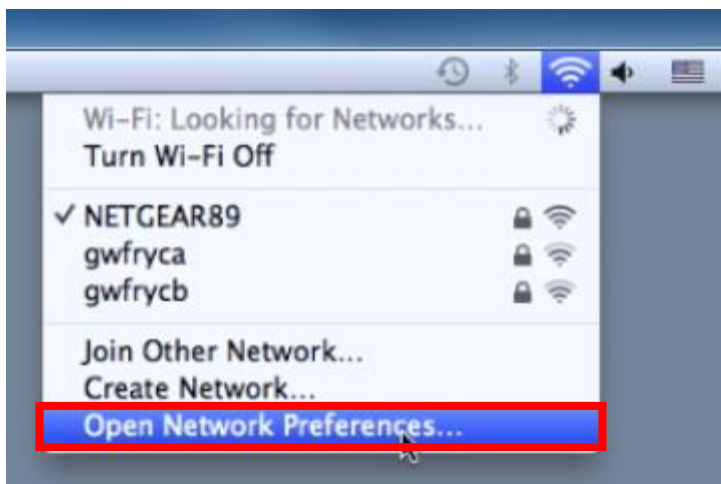 Wi-Fi: Looking for Networks...
Turn Wi-Fi Off
NETGEAR89
gwfryca
gwfrycb
Join Other Network...
Create Network...
Open Network Preferences...